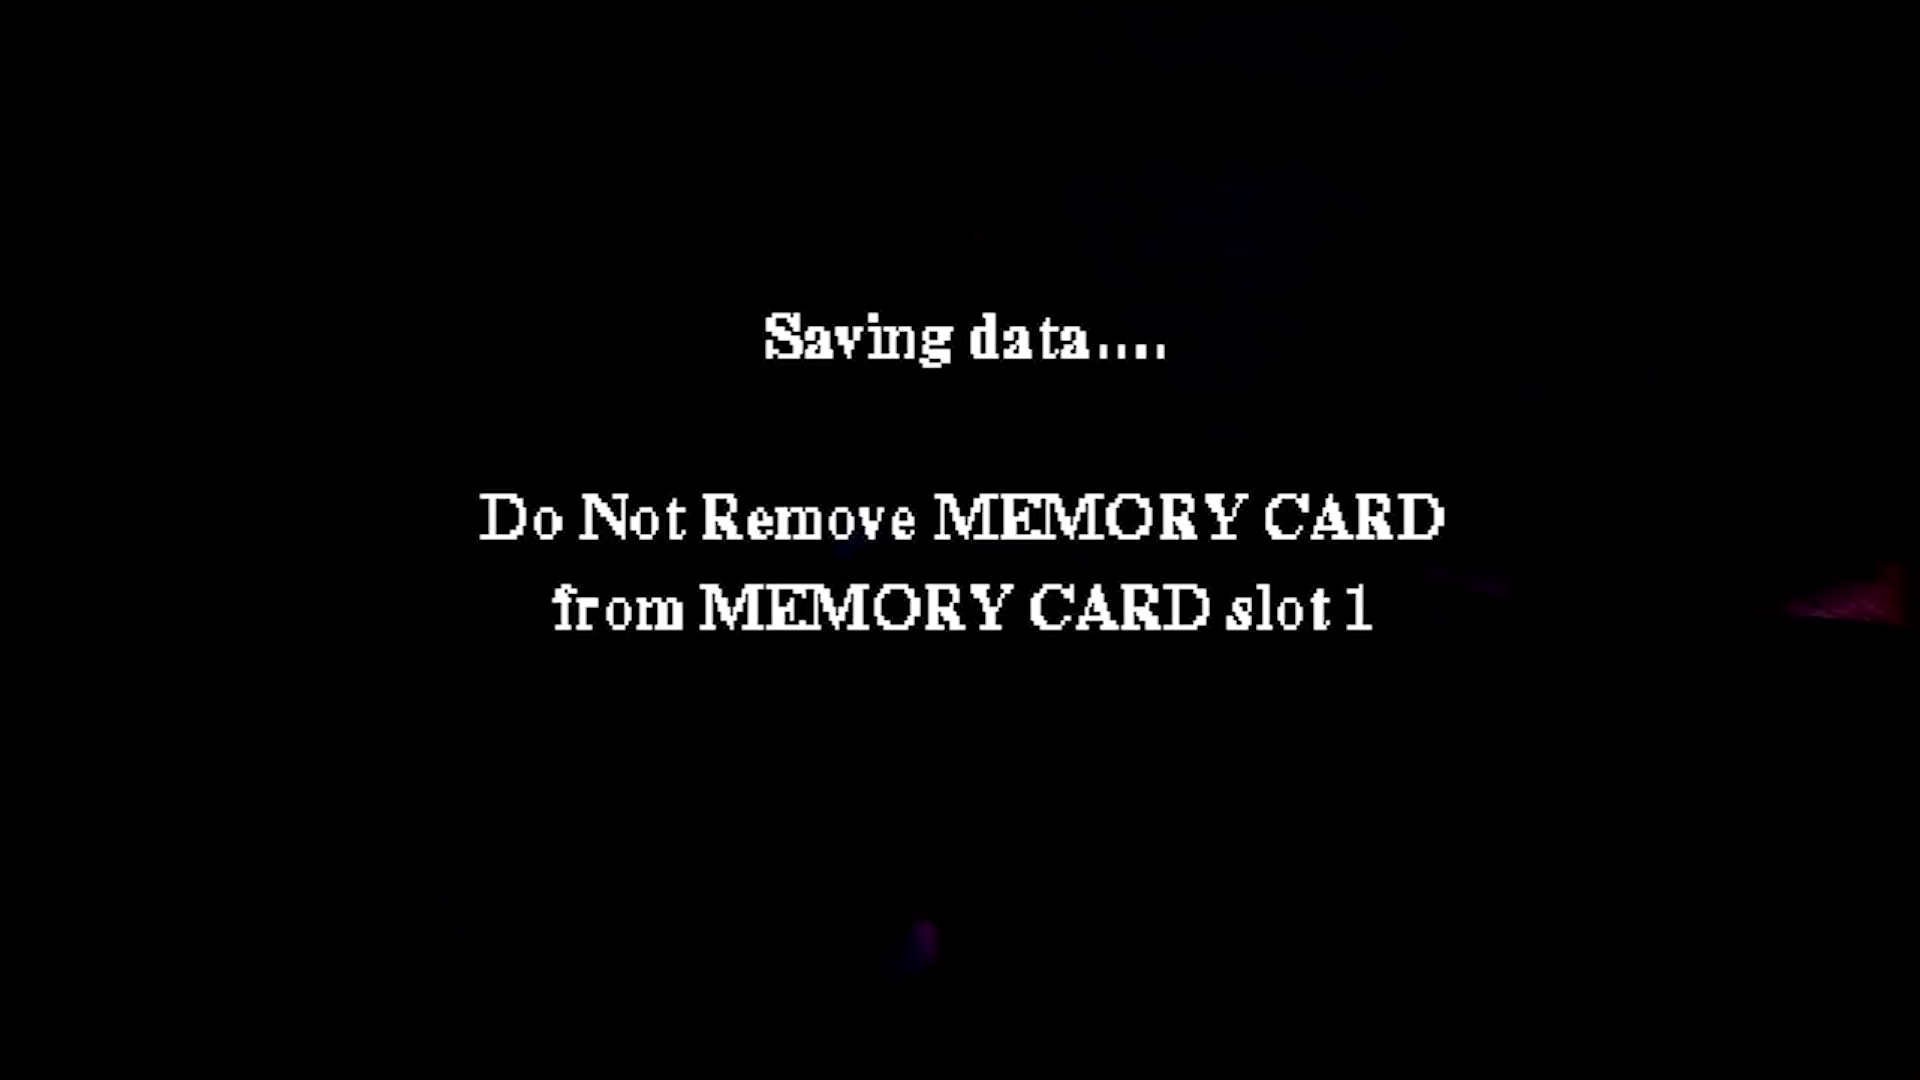 Saving data....
Do Not Remove MEMORY CARD
from MEMORY CARD slot 1